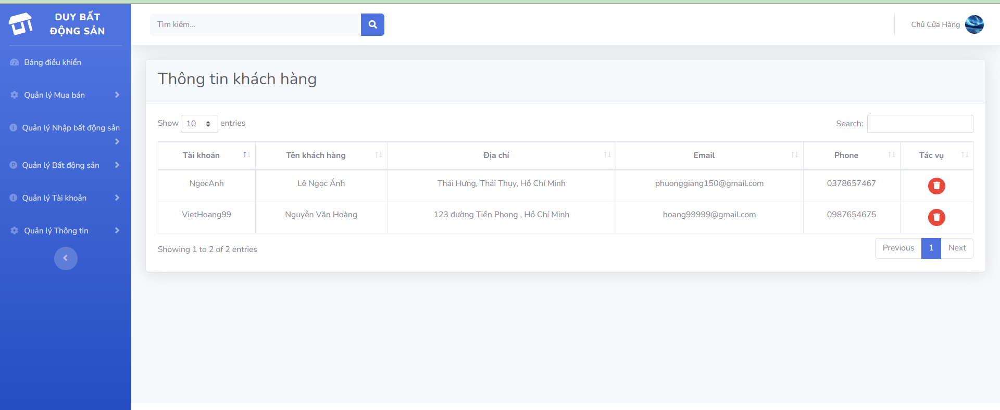 DUY BẤT
ĐỘNG SẢN
Tìm kiếm...
Chủ Cửa Hàng
Bảng điều khiển
Quản lý Mua bán
Quản lý Nhập bất động sản
Quản lý Bất động sản
Quản lý Tài khoản
Quản lý Thông tin
Thông tin khách hàng
Show 10 entries
Search:
Tài khoản Tên khách hàng Địa chỉ Email Phone Tác vụ
NgocAnh Lê Ngọc Ánh Thái Hưng, Thái Thụy, Hồ Chí Minh phuonggiang150@gmail.com 0378657467
VietHoang99 Nguyễn Văn Hoàng 123 đường Tiền Phong , Hồ Chí Minh hoang99999@gmail.com 0987654675
Showing 1 to 2 of 2 entries
Previous 1 Next